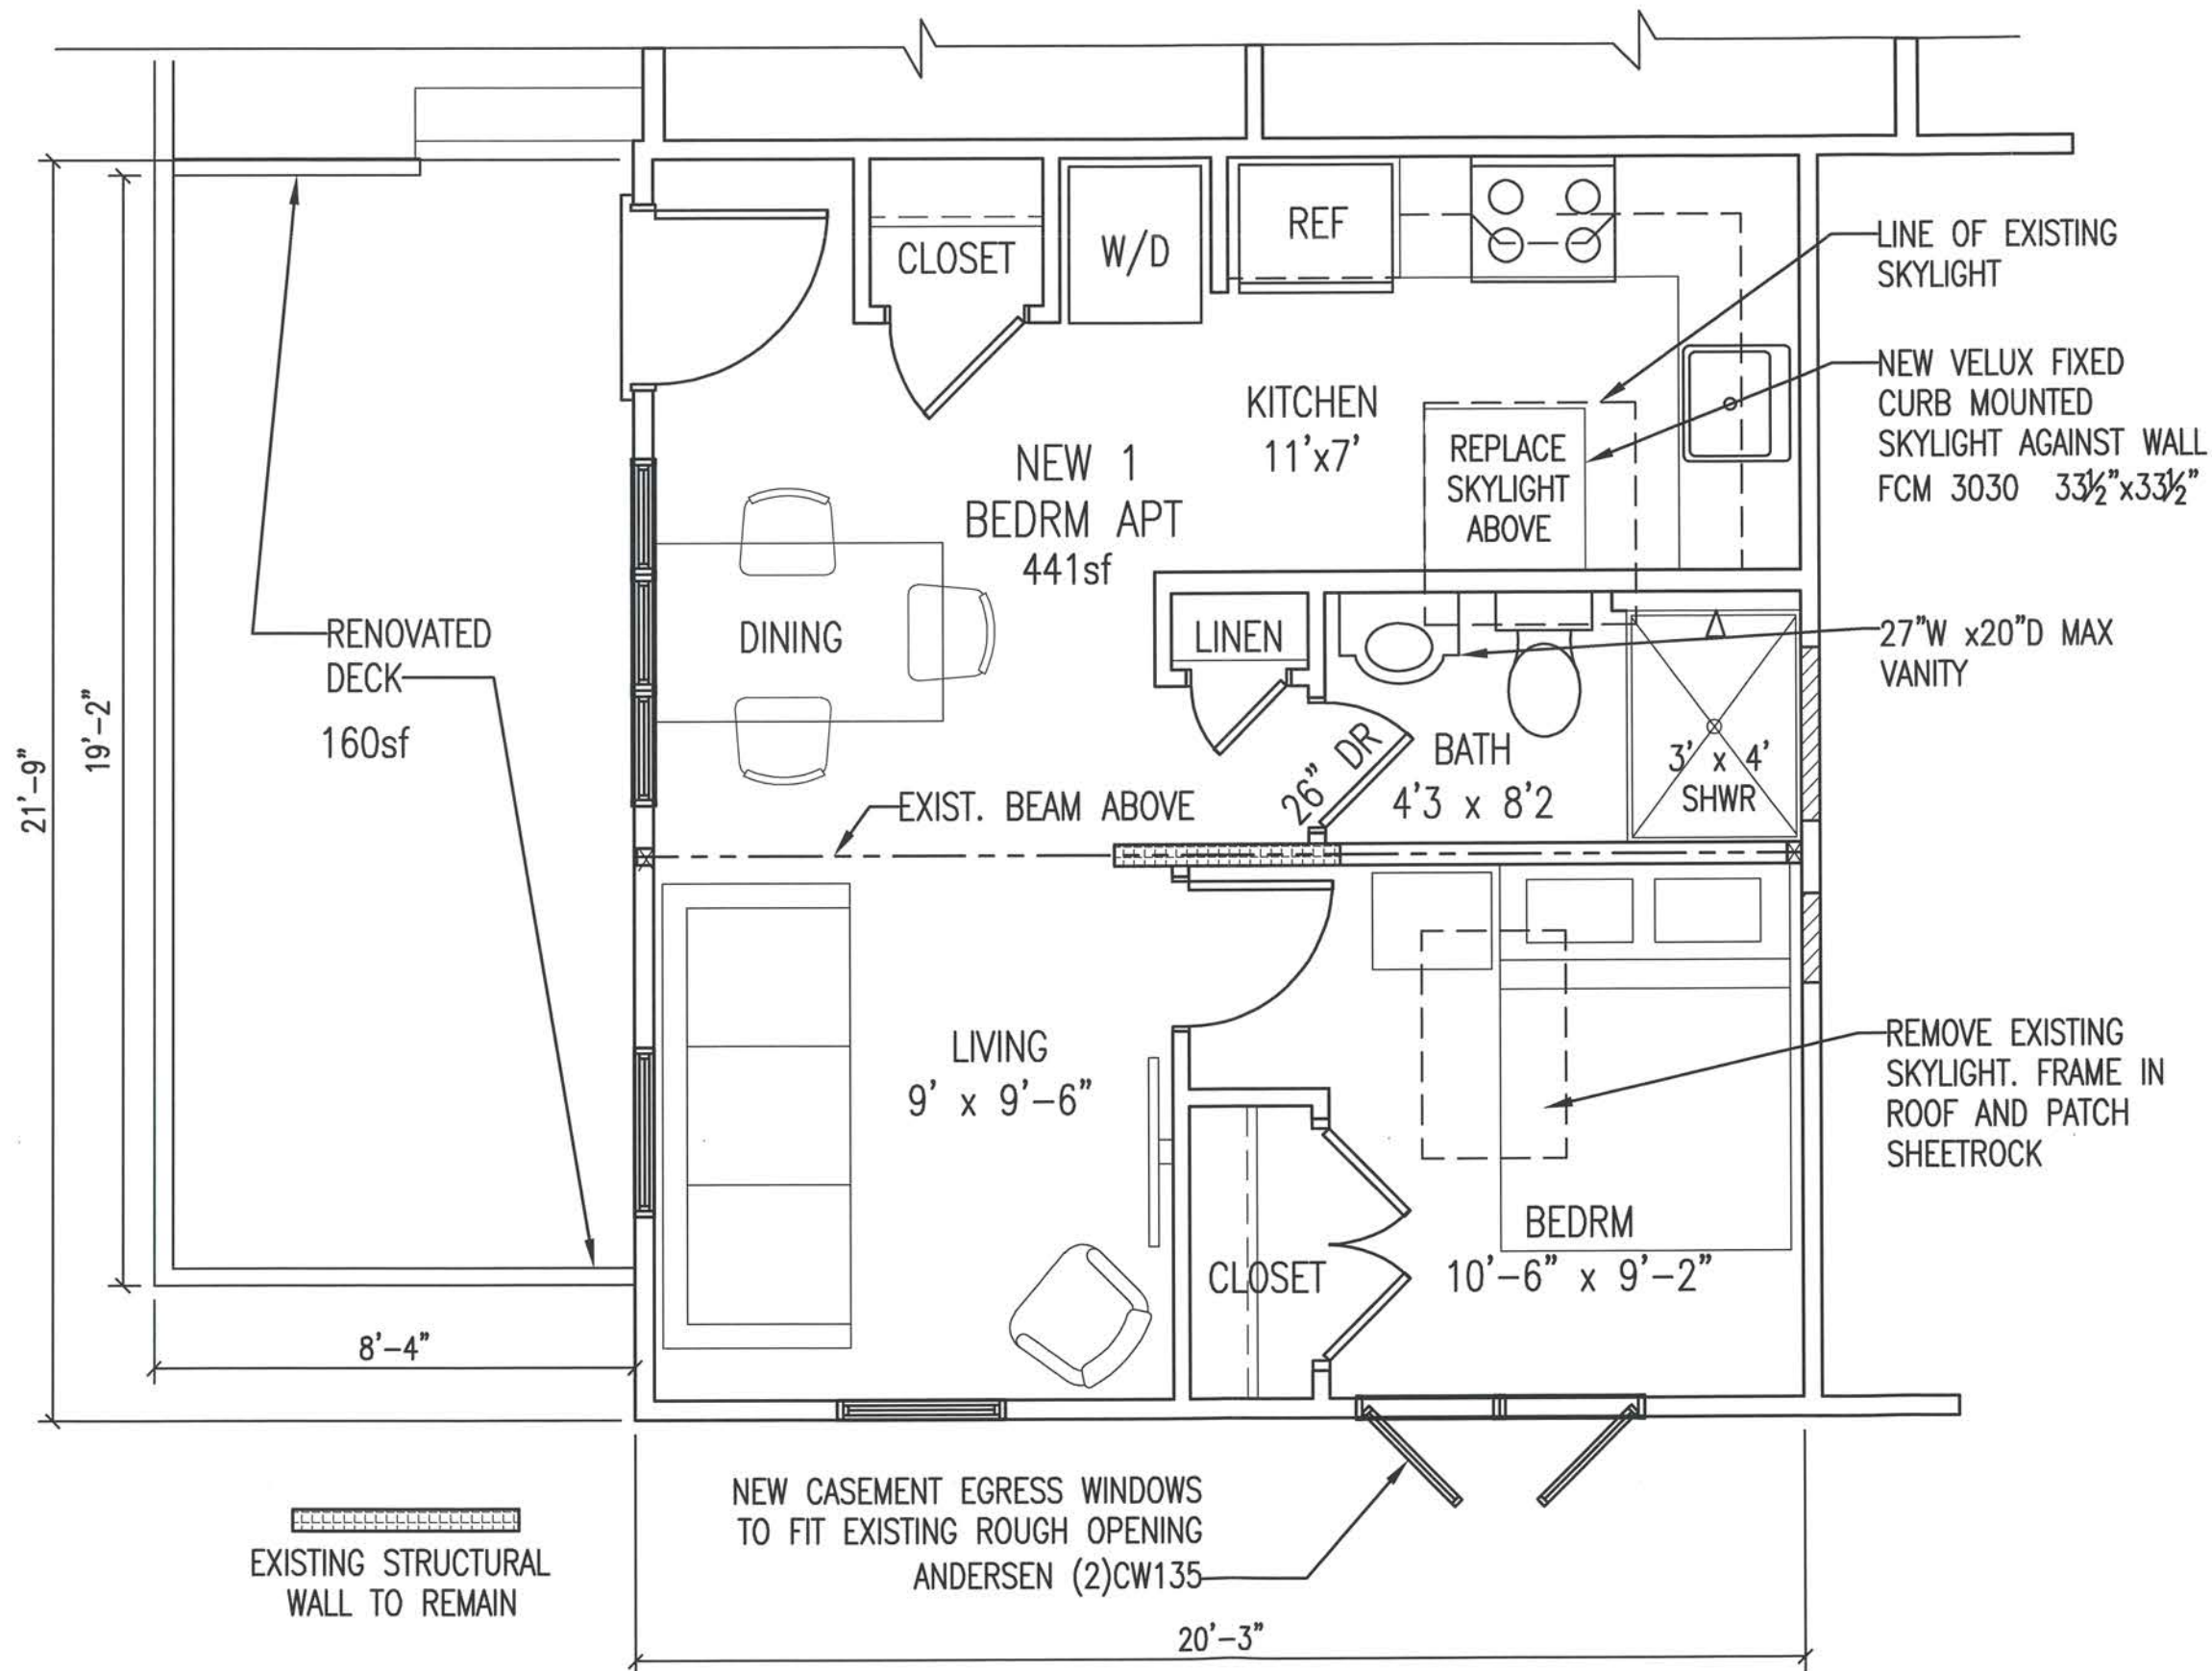 CLOSET
W/D
REF
LINE OF EXISTING
SKYLIGHT
NEW VELUX FIXED
CURB MOUNTED
SKYLIGHT AGAINST WALL
FCM 3030 33½"x33½"
KITCHEN
11'x7'
REPLACE
SKYLIGHT
ABOVE
NEW 1
BEDRM APT
441sf
RENOVATED
DECK
160sf
DINING
LINEN
27"W x20"D MAX
VANITY
19'-2"
21'-9"
26" DR
BATH
4'3 x 8'2
3' x 4'
SHWR
EXIST. BEAM ABOVE
LIVING
9' x 9'-6"
REMOVE EXISTING
SKYLIGHT. FRAME IN
ROOF AND PATCH
SHEETROCK
CLOSET
BEDRM
10'-6" x 9'-2"
8'-4"
NEW CASEMENT EGRESS WINDOWS
TO FIT EXISTING ROUGH OPENING
ANDERSEN (2)CW135
EXISTING STRUCTURAL
WALL TO REMAIN
20'-3"